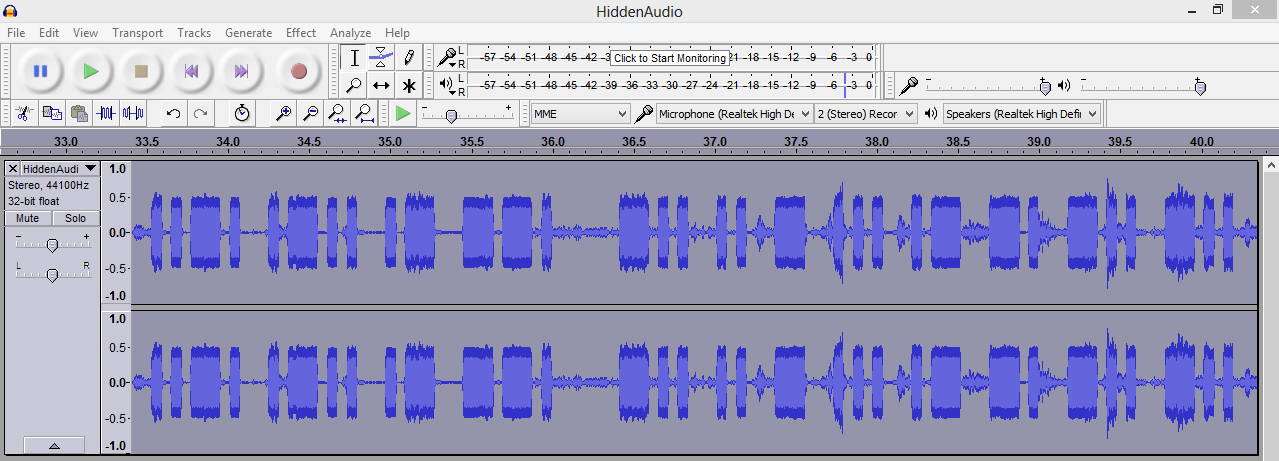 HiddenAudio
File Edit View Transport Tracks Generate Effect Analyze Help
L R -57 -54 -51 -48 -45 -42 -3 Click to Start Monitoring 21 -18 -15 -12 -9 -6 -3 0
L R -57 -54 -51 -48 -45 -42 -39 -36 -33 -30 -27 -24 -21 -18 -15 -12 -9 -6 -3 0
- + - +
- + MME Microphone (Realtek High De 2 (Stereo) Recor Speakers (Realtek High Defir
33.0 33.5 34.0 34.5 35.0 35.5 36.0 36.5 37.0 37.5 38.0 38.5 39.0 39.5 40.0
X HiddenAudi 1.0
Stereo, 44100Hz
32-bit float 0.5
Mute Solo
- + 0.0
L R -0.5
-1.0
1.0
0.5
0.0
-0.5
-1.0